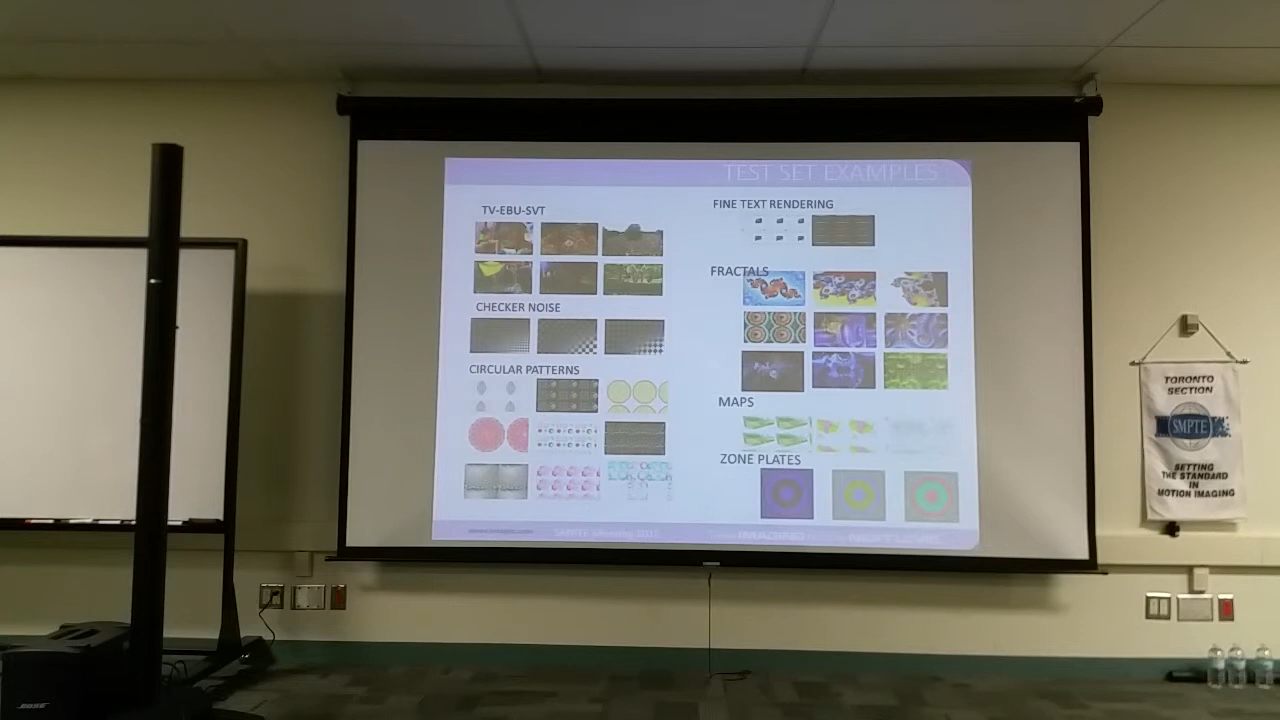 TEST SET EXAMPLES
TV-EBU-SVT
CHECKER NOISE
CIRCULAR PATTERNS
FINE TEXT RENDERING
FRACTALS
MAPS
ZONE PLATES
TORONTO
SECTION
SMPTE
SETTING
THE STANDARD
IN
MOTION IMAGING
BOSE